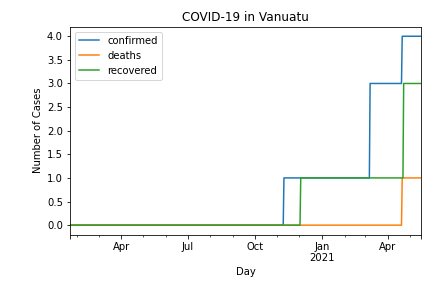 COVID-19 in Vanuatu
confirmed
deaths
recovered
Number of Cases
4.0
3.5
3.0
2.5
2.0
1.5
1.0
0.5
0.0
Apr
Jul
Oct
Jan
2021
Apr
Day